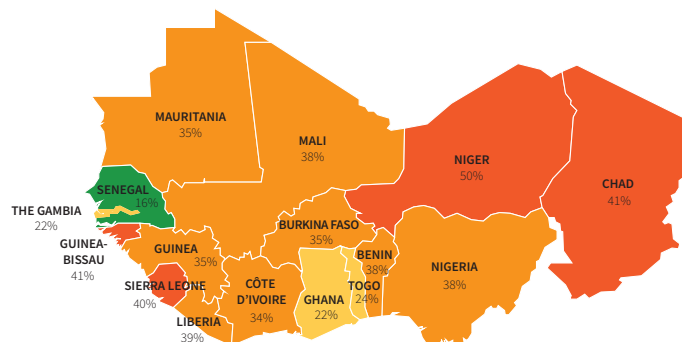 MAURITANIA
35%
MALI
38%
NIGER
50%
CHAD
41%
SENEGAL
16%
THE GAMBIA
22%
GUINEA-
BISSAU
41%
GUINEA
35%
BURKINA FASO
35%
BENIN
38%
NIGERIA
38%
SIERRA LEONE
40%
CÔTE
D'IVOIRE
34%
GHANA
22%
TOGO
24%
LIBERIA
39%